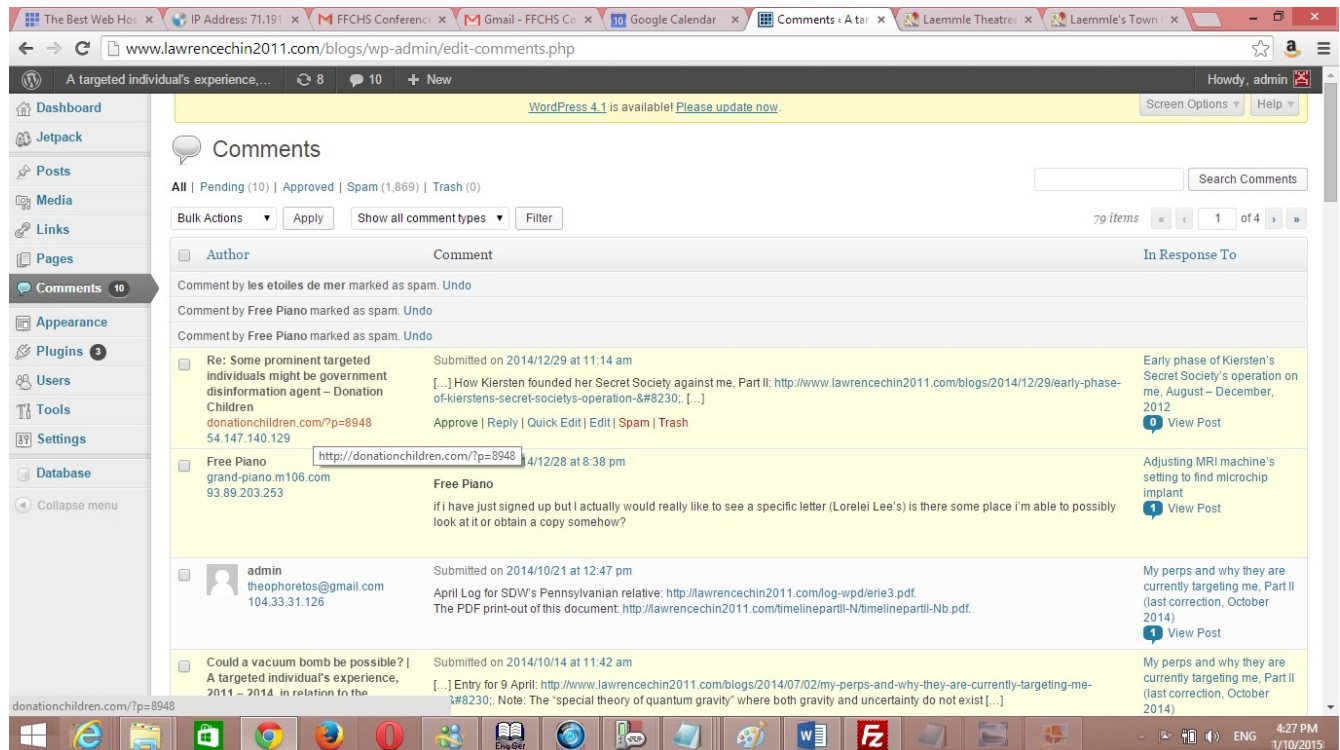 The Best Web Hos
IP Address: 71.191
FFCHS Conferenc
Gmail - FFCHS Co
Google Calendar
Comments ‹ A tar
Laemmle Theatres
Laemmle's Town
www.lawrencechin2011.com/blogs/wp-admin/edit-comments.php
A targeted individual's experience,... 8 10 + New
Howdy, admin
WordPress 4.1 is available! Please update now.
Screen Options Help
Dashboard
Jetpack
Posts
Media
Links
Pages
Comments 10
Appearance
Plugins 3
Users
Tools
Settings
Database
Collapse menu
Comments
All | Pending (10) | Approved | Spam (1,869) | Trash (0)
Search Comments
Bulk Actions Apply Show all comment types Filter
79 items « ‹ 1 of 4 › »
Author Comment In Response To
Comment by les etoiles de mer marked as spam. Undo
Comment by Free Piano marked as spam. Undo
Comment by Free Piano marked as spam. Undo
Re: Some prominent targeted
individuals might be government
disinformation agent – Donation
Children
donationchildren.com/?p=8948
54.147.140.129
Submitted on 2014/12/29 at 11:14 am
[...] How Kiersten founded her Secret Society against me, Part II: http://www.lawrencechin2011.com/blogs/2014/12/29/early-phase-
of-kierstens-secret-societys-operation-&#8230;. [...]
Approve | Reply | Quick Edit | Edit | Spam | Trash
Early phase of Kiersten's
Secret Society's operation on
me, August – December,
2012
0 View Post
http://donationchildren.com/?p=8948
Free Piano
grand-piano.m106.com
93.89.203.253
4/12/28 at 8:38 pm
Free Piano
if i have just signed up but I actually would really like to see a specific letter (Lorelei Lee's) is there some place i'm able to possibly
look at it or obtain a copy somehow?
Adjusting MRI machine's
setting to find microchip
implant
1 View Post
admin
theophoretos@gmail.com
104.33.31.126
Submitted on 2014/10/21 at 12:47 pm
April Log for SDW's Pennsylvanian relative: http://lawrencechin2011.com/log-wpd/erie3.pdf.
The PDF print-out of this document: http://lawrencechin2011.com/timelinepartII-N/timelinepartII-Nb.pdf.
My perps and why they are
currently targeting me, Part II
(last correction, October
2014)
1 View Post
Could a vacuum bomb be possible? |
A targeted individual's experience,
2011 – 2014, in relation to the
Submitted on 2014/10/14 at 11:42 am
[...] Entry for 9 April: http://www.lawrencechin2011.com/blogs/2014/07/02/my-perps-and-why-they-are-currently-targeting-me-
&#8230;. Note: The “special theory of quantum gravity” where both gravity and uncertainty do not exist [...]
My perps and why they are
currently targeting me, Part II
(last correction, October
2014)
donationchildren.com/?p=8948
ENG
4:27 PM
1/10/2015